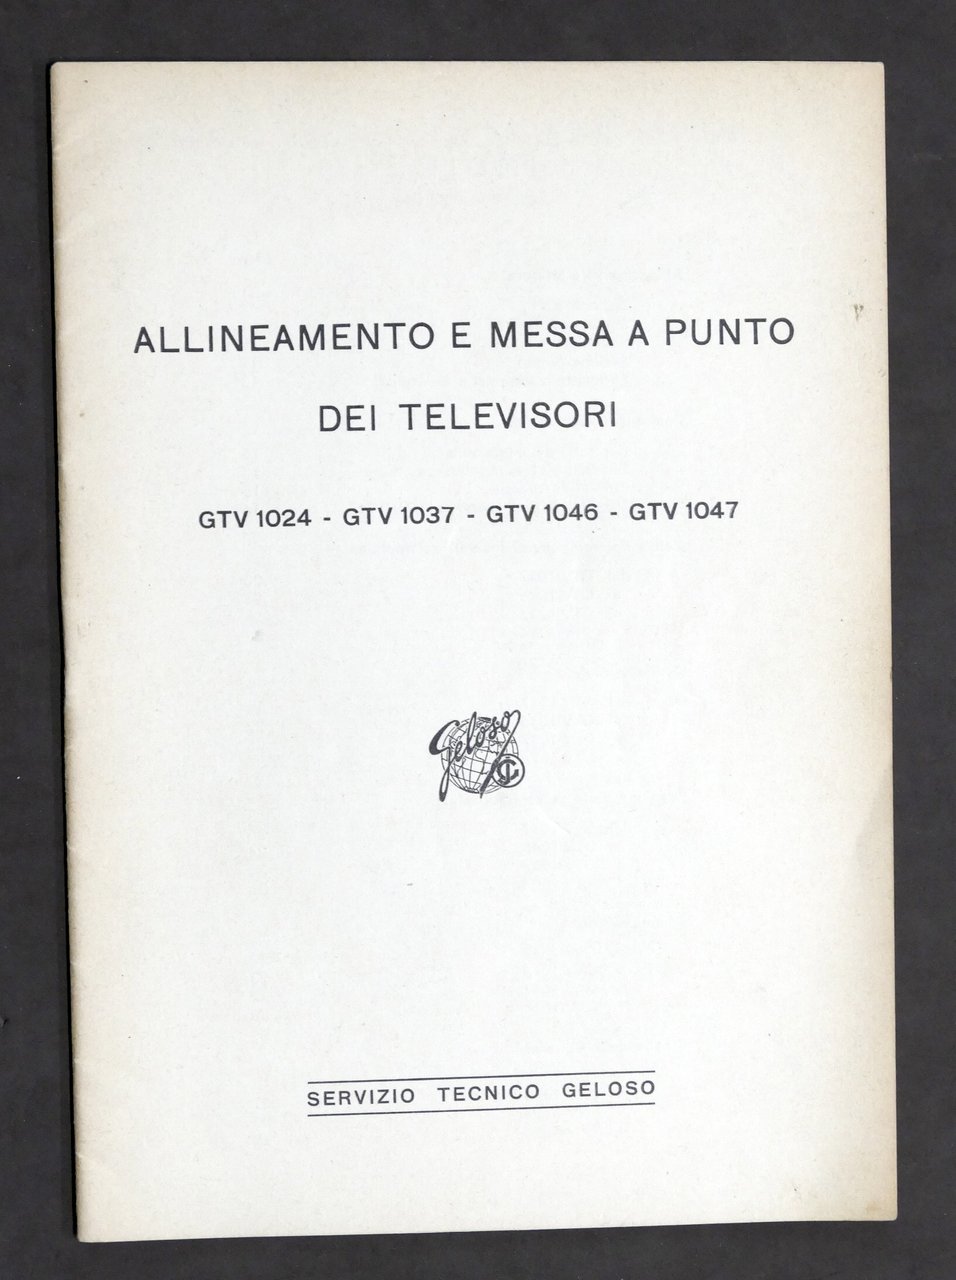 ALLINEAMENTO E MESSA A PUNTO
DEI TELEVISORI
GTV 1024 - GTV 1037 - GTV 1046 - GTV 1047
Geloso
SERVIZIO TECNICO GELOSO